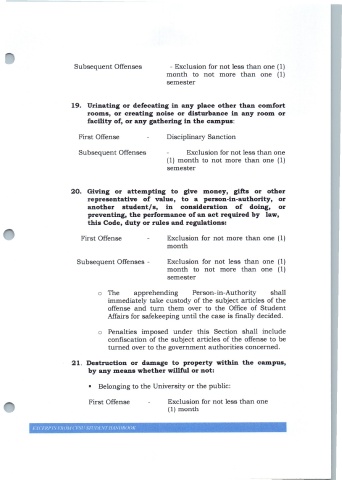 Subsequent Offenses - Exclusion for not less than one (1)
month to not more than one (1)
semester
19. Urinating or defecating in any place other than comfort
rooms, or creating noise or disturbance in any room or
facility of, or any gathering in the campus:
First Offense - Disciplinary Sanction
Subsequent Offenses - Exclusion for not less than one
(1) month to not more than one (1)
semester
20. Giving or attempting to give money, gifts or other
representative of value, to a person-in-authority, or
another student/s, in consideration of doing, or
preventing, the performance of an act required by law,
this Code, duty or rules and regulations:
First Offense - Exclusion for not more than one (1)
month
Subsequent Offenses - Exclusion for not less than one (1)
month to not more than one (1)
semester
o The apprehending Person-in-Authority shall
immediately take custody of the subject articles of the
offense and turn them over to the Office of Student
Affairs for safekeeping until the case is finally decided.
o Penalties imposed under this Section shall include
confiscation of the subject articles of the offense to be
turned over to the government authorities concerned.
21. Destruction or damage to property within the campus,
by any means whether willful or not:
• Belonging to the University or the public:
First Offense - Exclusion for not less than one
(1) month
STUDENT HANDBOOK